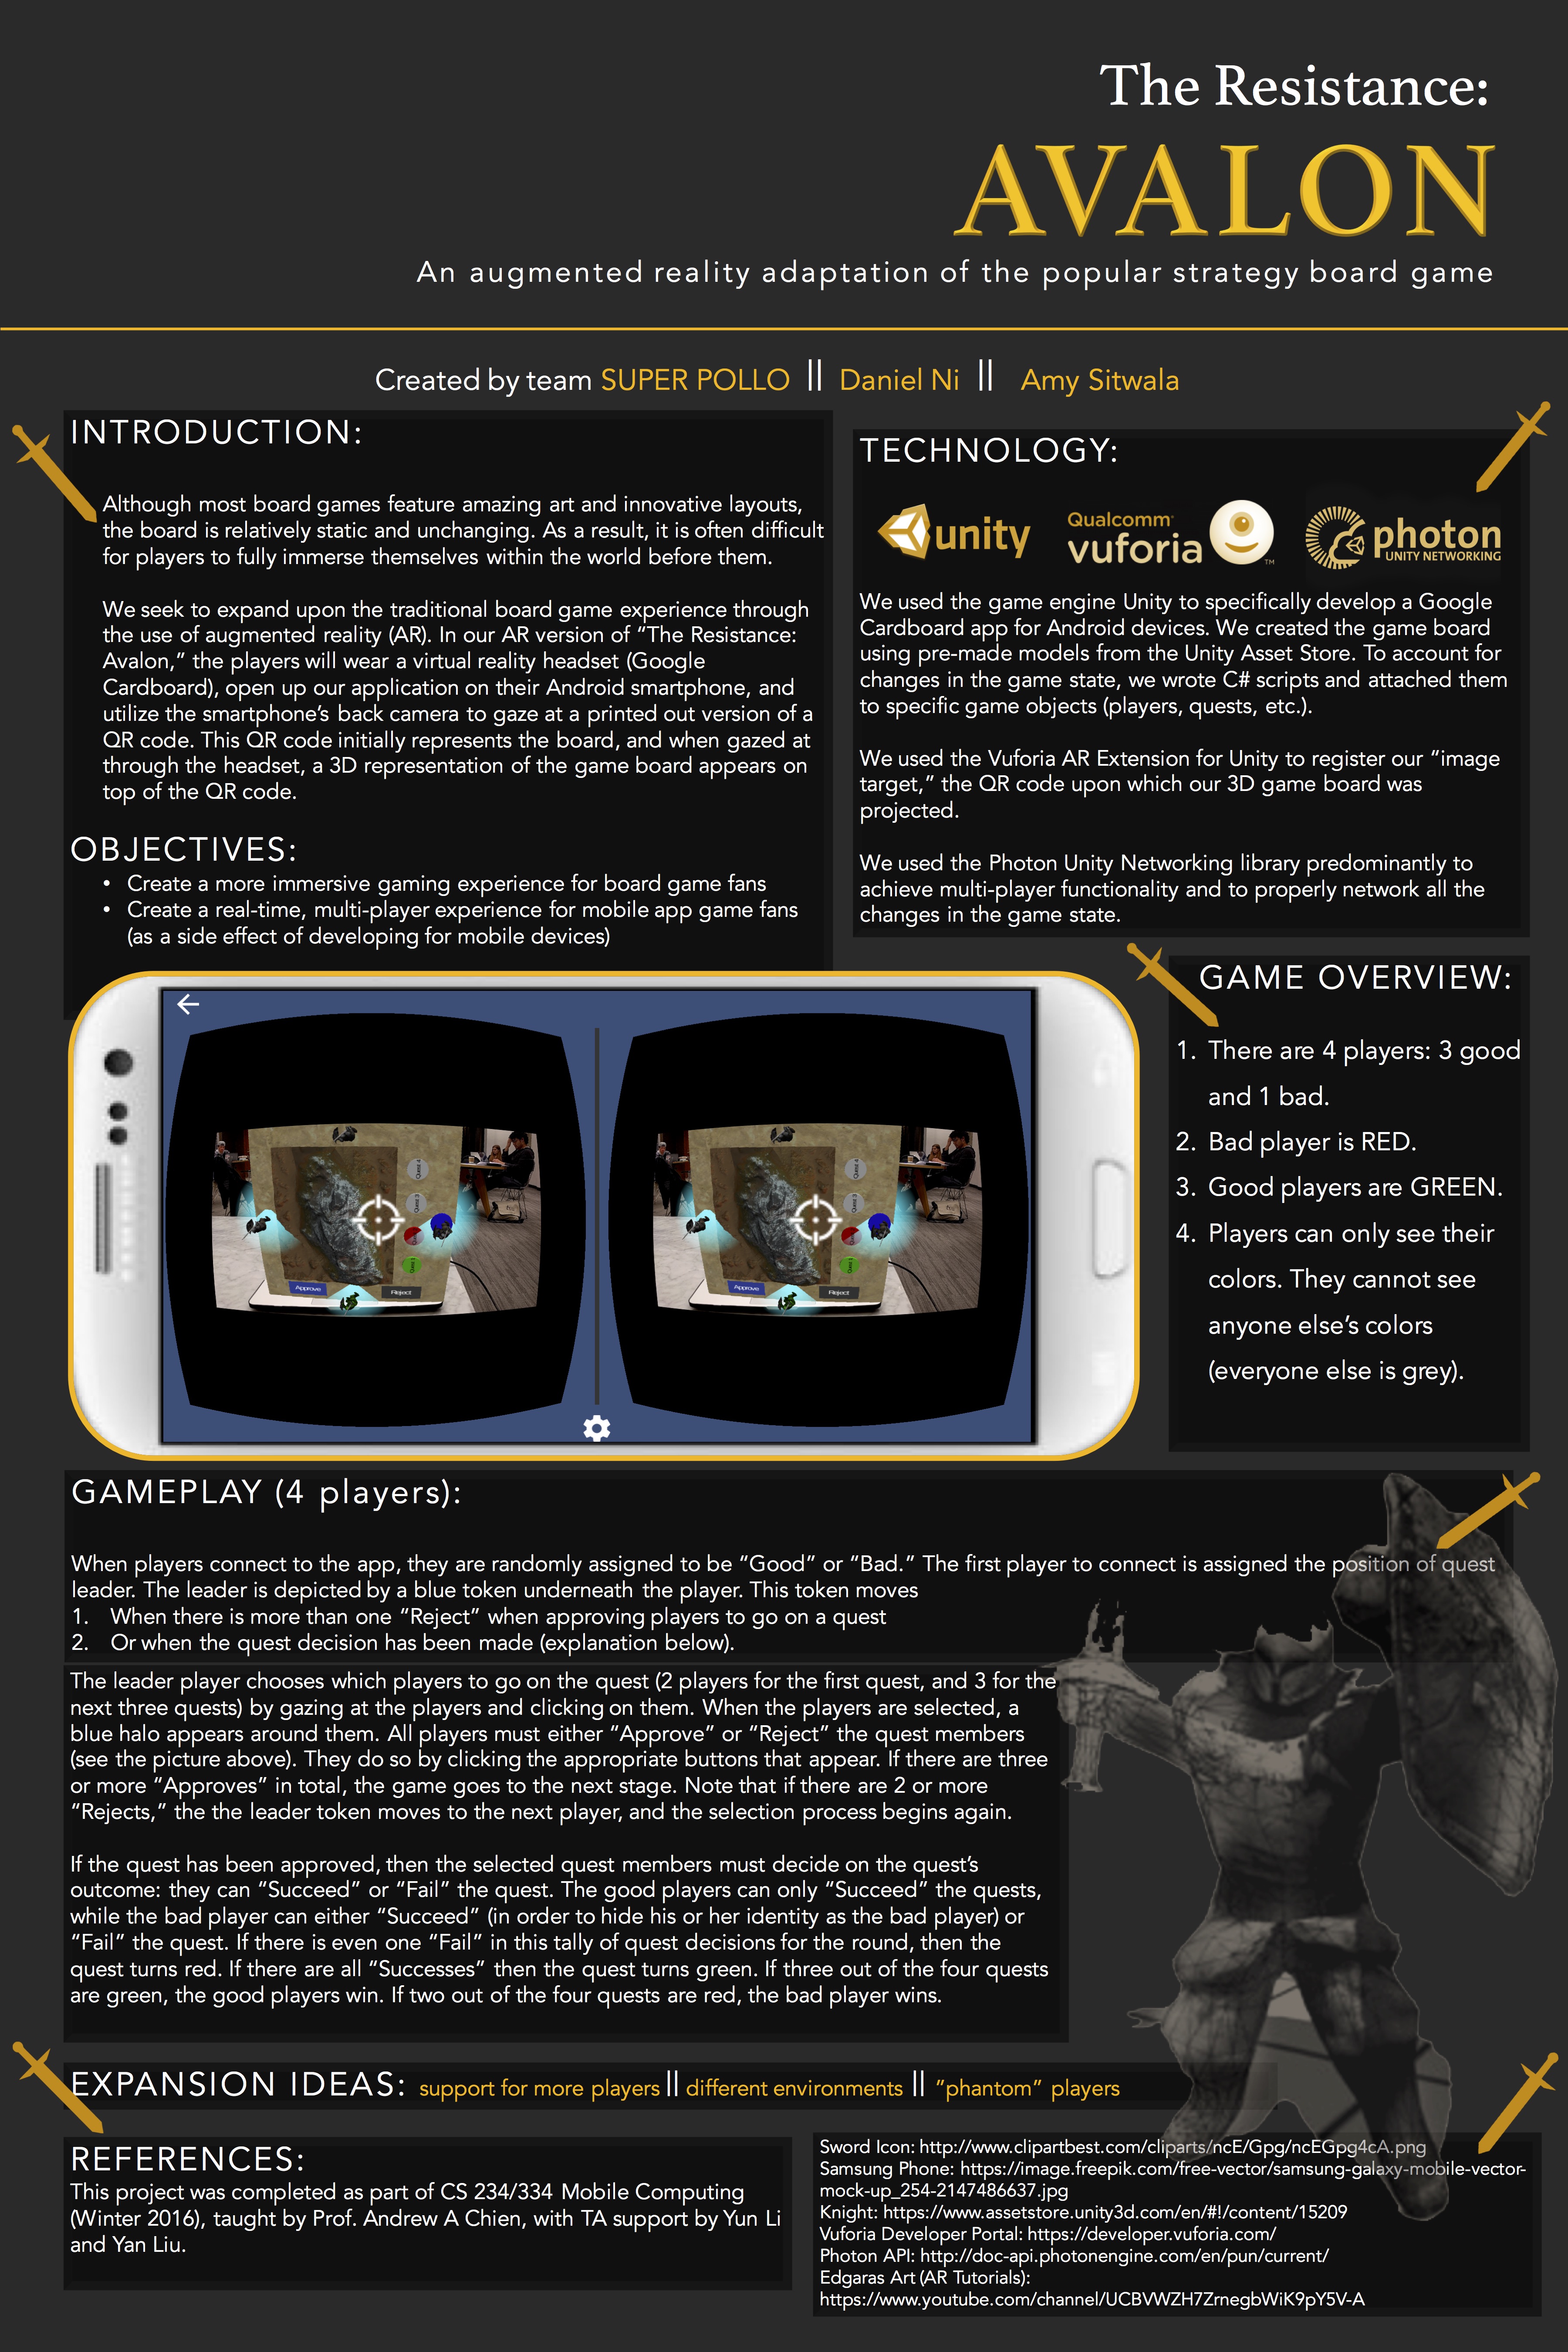 The Resistance:
AVALON
An augmented reality adaptation of the popular strategy board game
Created by team SUPER POLLO || Daniel Ni || Amy Sitwala
INTRODUCTION:
Although most board games feature amazing art and innovative layouts,
the board is relatively static and unchanging. As a result, it is often difficult
for players to fully immerse themselves within the world before them.
We seek to expand upon the traditional board game experience through
the use of augmented reality (AR). In our AR version of “The Resistance:
Avalon,” the players will wear a virtual reality headset (Google
Cardboard), open up our application on their Android smartphone, and
utilize the smartphone’s back camera to gaze at a printed out version of a
QR code. This QR code initially represents the board, and when gazed at
through the headset, a 3D representation of the game board appears on
top of the QR code.
OBJECTIVES:
• Create a more immersive gaming experience for board game fans
• Create a real-time, multi-player experience for mobile app game fans
(as a side effect of developing for mobile devices)
TECHNOLOGY:
unity
Qualcomm
vuforia
TM
photon
UNITY NETWORKING
We used the game engine Unity to specifically develop a Google
Cardboard app for Android devices. We created the game board
using pre-made models from the Unity Asset Store. To account for
changes in the game state, we wrote C# scripts and attached them
to specific game objects (players, quests, etc.).
We used the Vuforia AR Extension for Unity to register our “image
target,” the QR code upon which our 3D game board was
projected.
We used the Photon Unity Networking library predominantly to
achieve multi-player functionality and to properly network all the
changes in the game state.
Quest 4
Quest 3
Quest 1
Approve
Reject
Quest 4
Quest 3
Quest 1
Approve
Reject
GAME OVERVIEW:
1. There are 4 players: 3 good
and 1 bad.
2. Bad player is RED.
3. Good players are GREEN.
4. Players can only see their
colors. They cannot see
anyone else’s colors
(everyone else is grey).
GAMEPLAY (4 players):
When players connect to the app, they are randomly assigned to be “Good” or “Bad.” The first player to connect is assigned the position of quest
leader. The leader is depicted by a blue token underneath the player. This token moves
1. When there is more than one “Reject” when approving players to go on a quest
2. Or when the quest decision has been made (explanation below).
The leader player chooses which players to go on the quest (2 players for the first quest, and 3 for the
next three quests) by gazing at the players and clicking on them. When the players are selected, a
blue halo appears around them. All players must either “Approve” or “Reject” the quest members
(see the picture above). They do so by clicking the appropriate buttons that appear. If there are three
or more “Approves” in total, the game goes to the next stage. Note that if there are 2 or more
“Rejects,” the the leader token moves to the next player, and the selection process begins again.
If the quest has been approved, then the selected quest members must decide on the quest’s
outcome: they can “Succeed” or “Fail” the quest. The good players can only “Succeed” the quests,
while the bad player can either “Succeed” (in order to hide his or her identity as the bad player) or
“Fail” the quest. If there is even one “Fail” in this tally of quest decisions for the round, then the
quest turns red. If there are all “Successes” then the quest turns green. If three out of the four quests
are green, the good players win. If two out of the four quests are red, the bad player wins.
EXPANSION IDEAS: support for more players || different environments || ”phantom” players
REFERENCES:
This project was completed as part of CS 234/334 Mobile Computing
(Winter 2016), taught by Prof. Andrew A Chien, with TA support by Yun Li
and Yan Liu.
Sword Icon: http://www.clipartbest.com/cliparts/ncE/Gpg/ncEGpg4cA.png
Samsung Phone: https://image.freepik.com/free-vector/samsung-galaxy-mobile-vector-
mock-up_254-2147486637.jpg
Knight: https://www.assetstore.unity3d.com/en/#!/content/15209
Vuforia Developer Portal: https://developer.vuforia.com/
Photon API: http://doc-api.photonengine.com/en/pun/current/
Edgaras Art (AR Tutorials):
https://www.youtube.com/channel/UCBVWZH7ZrnegbWiK9pY5V-A